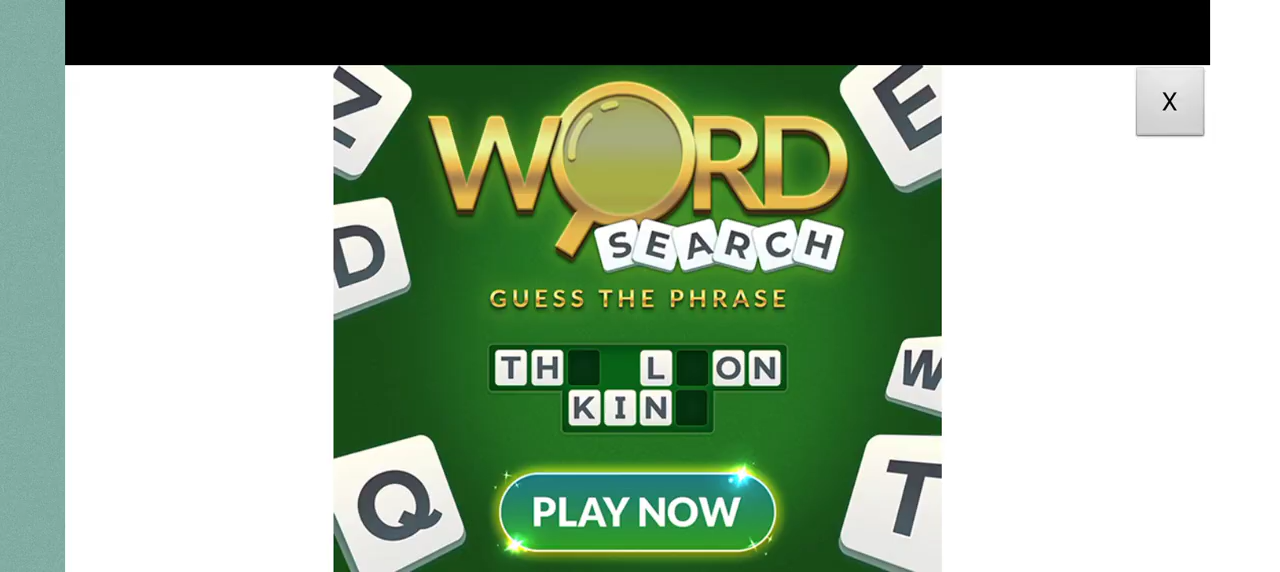 X
Z
E
WORD
SEARCH
D
GUESS THE PHRASE
TH L ON
W
KIN
Q
T
PLAY NOW